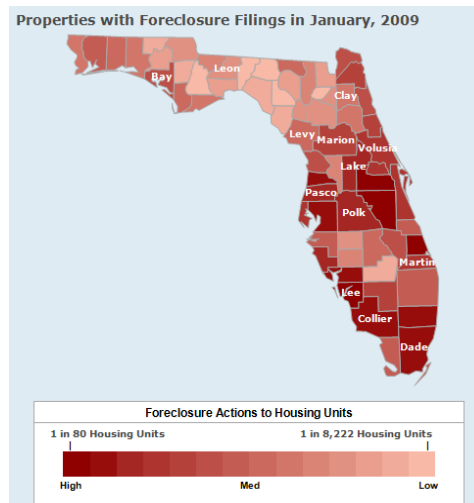 Properties with Foreclosure Filings in January, 2009
Leon
Bay
Clay
Levy
Marion
Volusia
Lake
Pasco
Polk
Martin
Lee
Collier
Dade
Foreclosure Actions to Housing Units
1 in 80 Housing Units 1 in 8,222 Housing Units
High Med Low